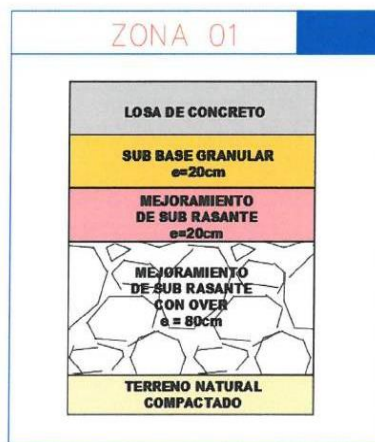 ZONA 01
LOSA DE CONCRETO
SUB BASE GRANULAR
e=20cm
MEJORAMIENTO
DE SUB RASANTE
e=20cm
MEJORAMIENTO
DE SUB RASANTE
CON OVER
e = 80cm
TERRENO NATURAL
COMPACTADO